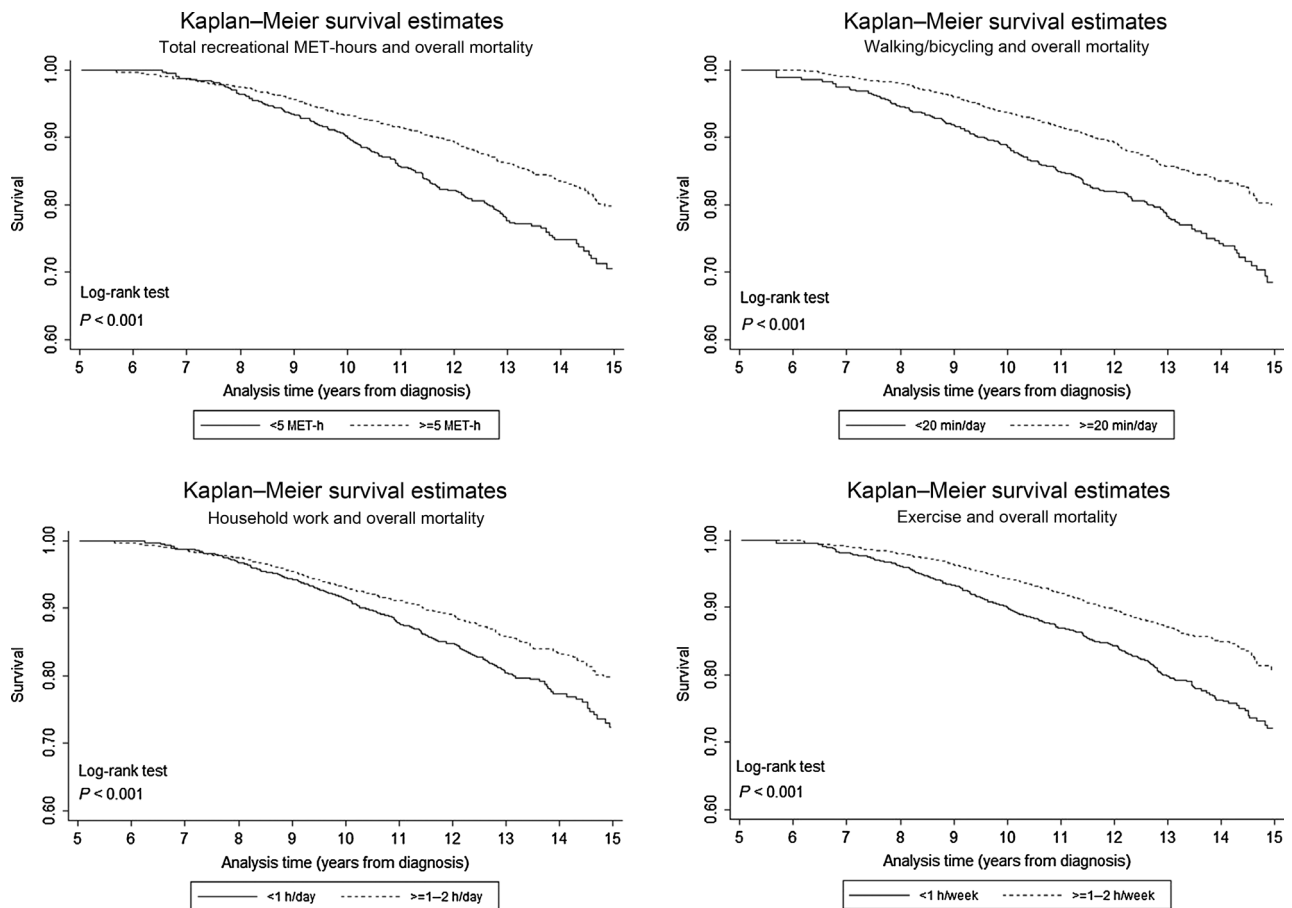 Kaplan–Meier survival estimates
Total recreational MET-hours and overall mortality
Survival
1.00
0.90
0.80
0.70
0.60
Log-rank test
P < 0.001
5 6 7 8 9 10 11 12 13 14 15
Analysis time (years from diagnosis)
<5 MET-h >=5 MET-h
Kaplan–Meier survival estimates
Walking/bicycling and overall mortality
Survival
1.00
0.90
0.80
0.70
0.60
Log-rank test
P < 0.001
5 6 7 8 9 10 11 12 13 14 15
Analysis time (years from diagnosis)
<20 min/day >=20 min/day
Kaplan–Meier survival estimates
Household work and overall mortality
Survival
1.00
0.90
0.80
0.70
0.60
Log-rank test
P < 0.001
5 6 7 8 9 10 11 12 13 14 15
Analysis time (years from diagnosis)
<1 h/day >=1–2 h/day
Kaplan–Meier survival estimates
Exercise and overall mortality
Survival
1.00
0.90
0.80
0.70
0.60
Log-rank test
P < 0.001
5 6 7 8 9 10 11 12 13 14 15
Analysis time (years from diagnosis)
<1 h/week >=1–2 h/week